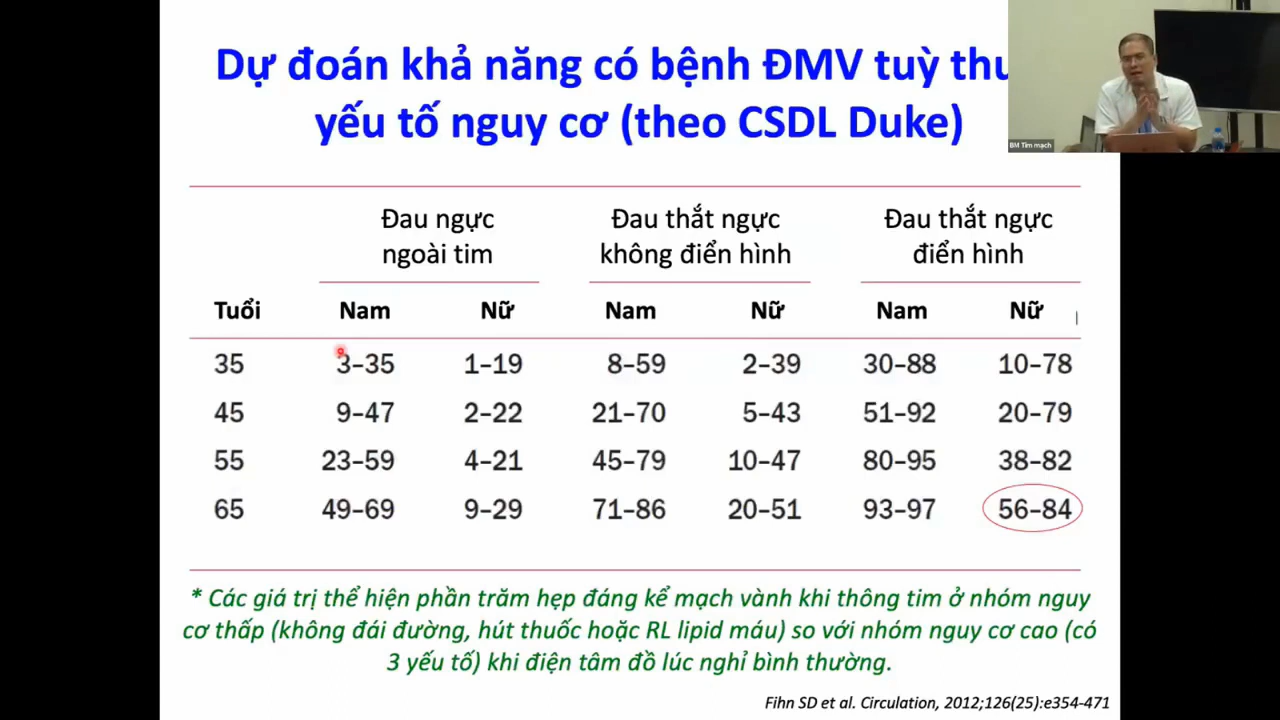 Dự đoán khả năng có bệnh ĐMV tuỳ thu
yếu tố nguy cơ (theo CSDL Duke)
BM Tim mạch
Đau ngực ngoài tim
Đau thắt ngực không điển hình
Đau thắt ngực điển hình
Tuổi Nam Nữ Nam Nữ Nam Nữ
35 3–35 1–19 8–59 2–39 30–88 10–78
45 9–47 2–22 21–70 5–43 51–92 20–79
55 23–59 4–21 45–79 10–47 80–95 38–82
65 49–69 9–29 71–86 20–51 93–97 56–84
* Các giá trị thể hiện phần trăm hẹp đáng kể mạch vành khi thông tim ở nhóm nguy
cơ thấp (không đái đường, hút thuốc hoặc RL lipid máu) so với nhóm nguy cơ cao (có
3 yếu tố) khi điện tâm đồ lúc nghỉ bình thường.
Fihn SD et al. Circulation, 2012;126(25):e354-471